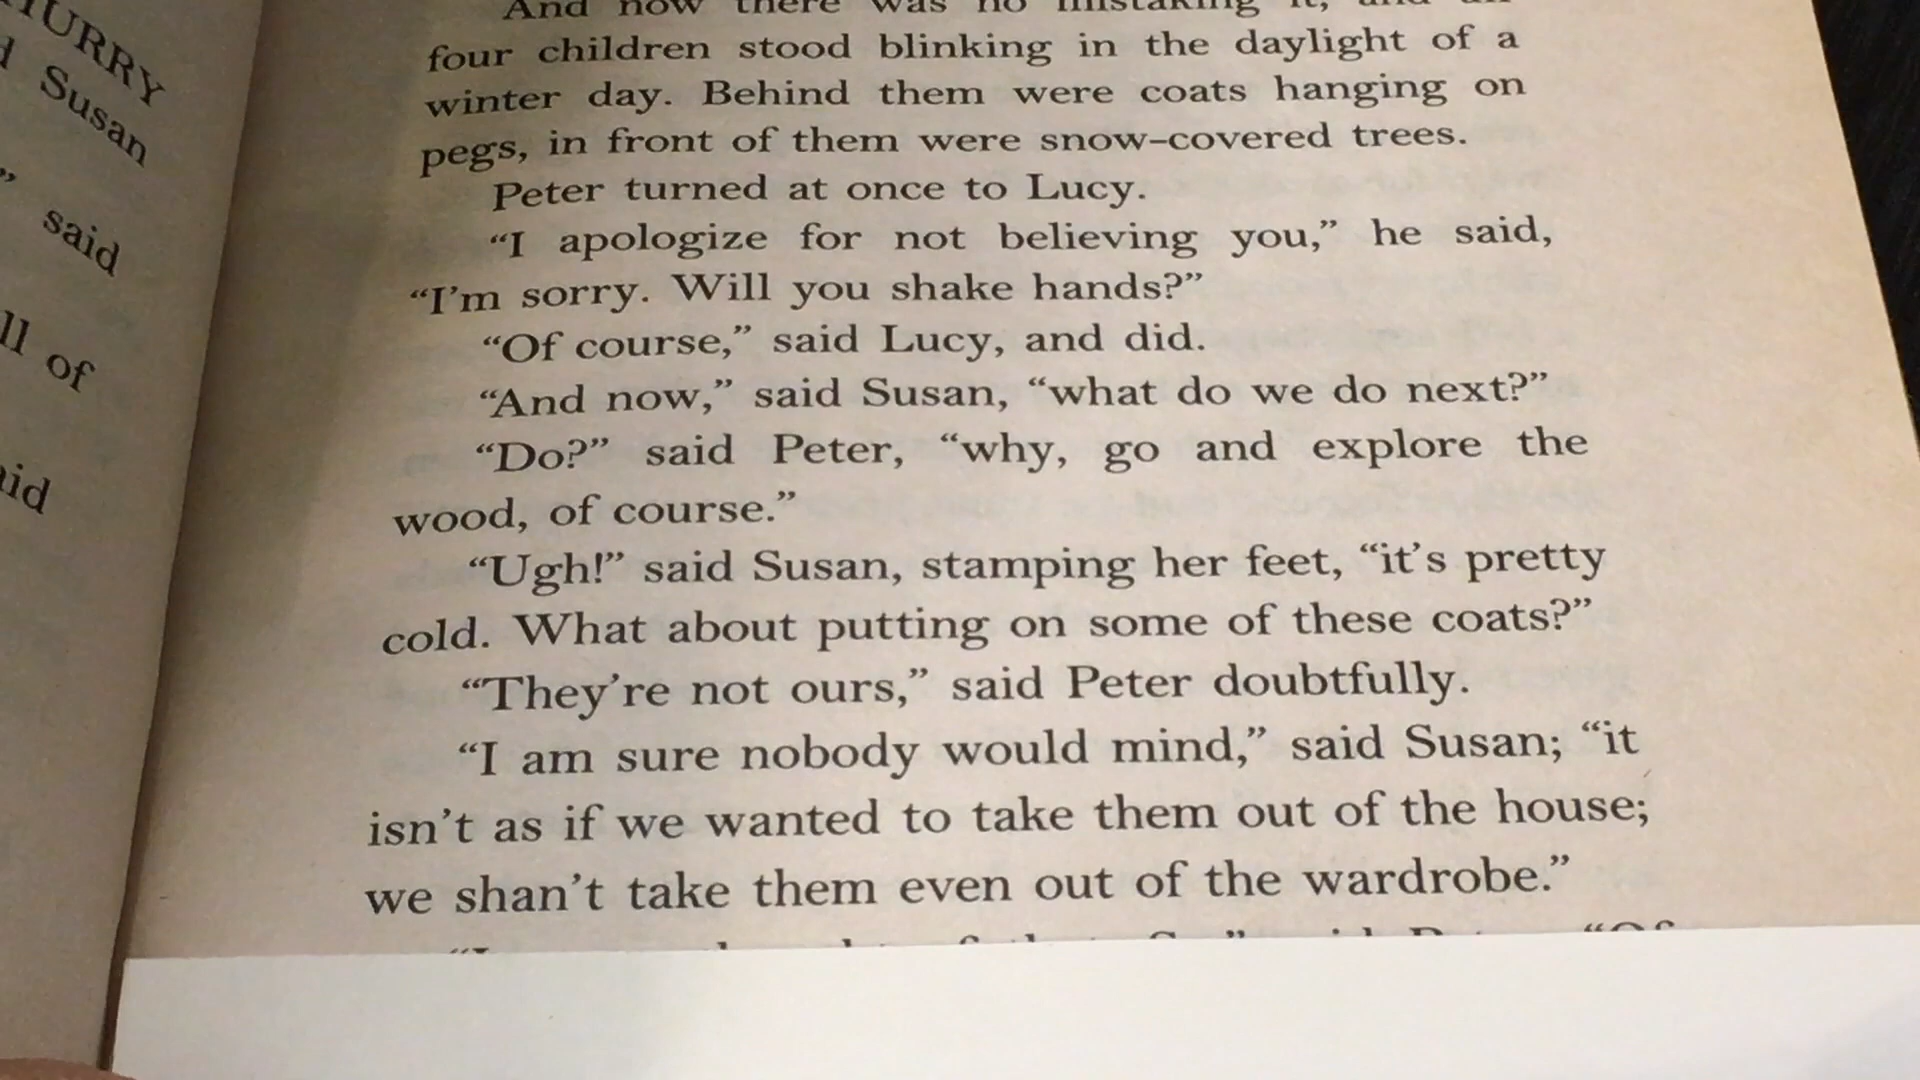 HURRY
Susan
” said
ll of
And now there was no mistaking it, and all
four children stood blinking in the daylight of a
winter day. Behind them were coats hanging on
pegs, in front of them were snow-covered trees.
Peter turned at once to Lucy.
“I apologize for not believing you,” he said,
“I'm sorry. Will you shake hands?”
“Of course,” said Lucy, and did.
“And now,” said Susan, “what do we do next?”
“Do?” said Peter, “why, go and explore the
wood, of course.”
“Ugh!” said Susan, stamping her feet, “it's pretty
cold. What about putting on some of these coats?”
“They're not ours,” said Peter doubtfully.
“I am sure nobody would mind,” said Susan; “it
isn't as if we wanted to take them out of the house;
we shan't take them even out of the wardrobe.”